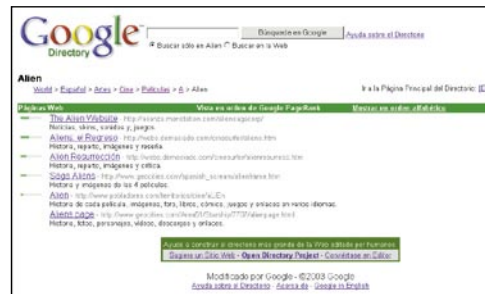 Google
Directory
Búsqueda en Google
Ayuda sobre el Directorio
Buscar sólo en Alien Buscar en la Web
Alien
World > Español > Artes > Cine > Películas > A > Alien
Ir a la Página Principal del Directorio:
Páginas Web Vista en orden de Google PageRank Mostrar en orden alfabético
The Alien Website -
Noticias, skins, sonidos y, juegos.
Aliens, el Regreso -
Historia, reparto, imágenes y reseña.
Alien Resurrección -
Historia, reparto, imágenes y crítica.
Saga Aliens -
Historia y imágenes de las 4 películas.
Alien -
Historia de cada película, imágenes, foro, libros, cómics, juegos y enlaces en varios idiomas.
Aliens page -
Historia, fotos, personajes, videos, descargas y enlaces.
Ayude a construir el directorio más grande de la Web editado por humanos
Sugiera un Sitio Web - Open Directory Project - Conviértase en Editor
Modificado por Google - ©2003 Google
Ayuda sobre el Directorio - Acerca de - Google in English